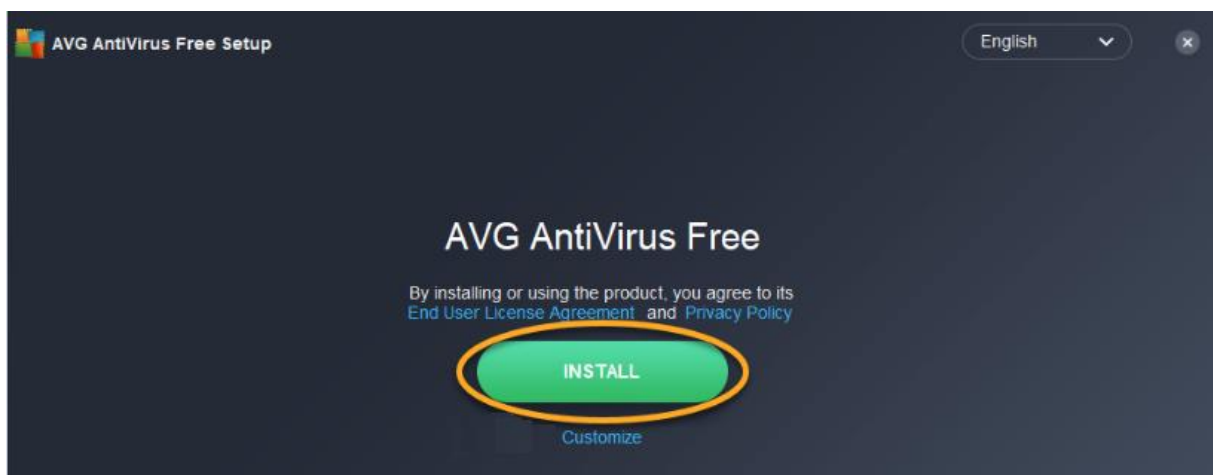 AVG AntiVirus Free Setup
English
AVG AntiVirus Free
By installing or using the product, you agree to its
End User License Agreement and Privacy Policy
INSTALL
Customize